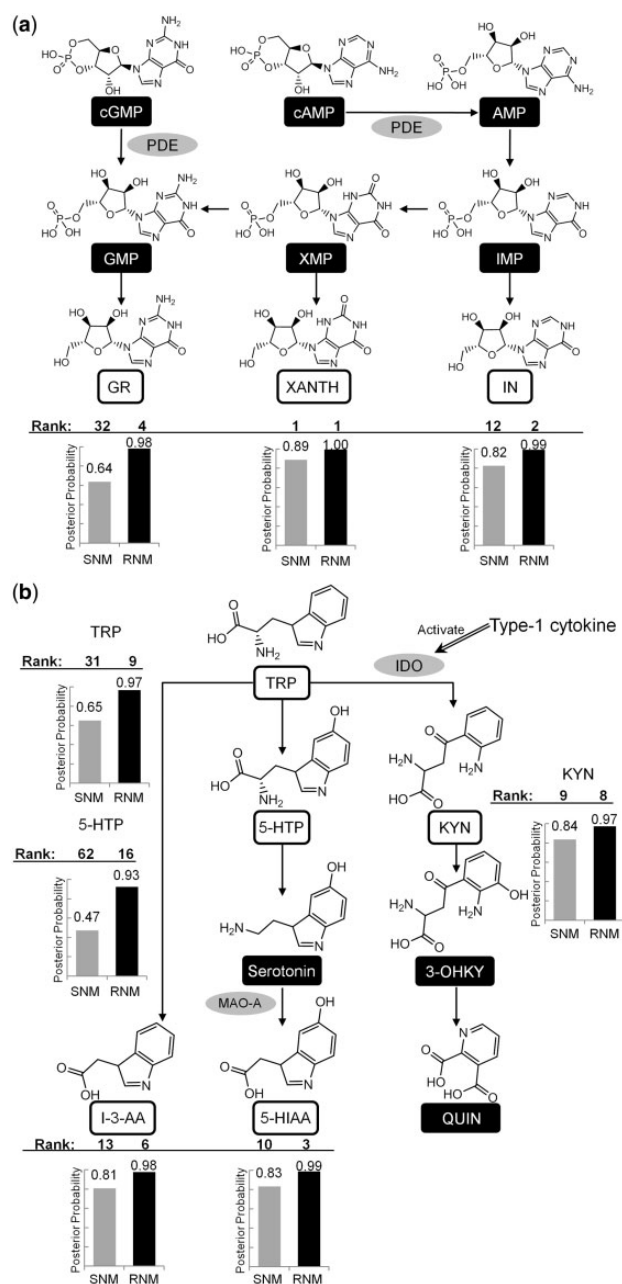 (a)
cGMP
cAMP
PDE
AMP
PDE
GMP
XMP
IMP
GR
XANTH
IN
Rank: 32 4 1 1 12 2
Posterior Probability
0.64
0.98
SNM RNM
Posterior Probability
0.89
1.00
SNM RNM
Posterior Probability
0.82
0.99
SNM RNM
(b)
TRP
Rank: 31 9
Posterior Probability
0.65
0.97
SNM RNM
5-HTP
Rank: 62 16
Posterior Probability
0.47
0.93
SNM RNM
TRP
Activate
Type-1 cytokine
IDO
5-HTP
KYN
KYN
Rank: 9 8
Posterior Probability
0.84
0.97
SNM RNM
Serotonin
3-OHKY
MAO-A
I-3-AA
5-HIAA
QUIN
Rank: 13 6 10 3
Posterior Probability
0.81
0.98
SNM RNM
Posterior Probability
0.83
0.99
SNM RNM